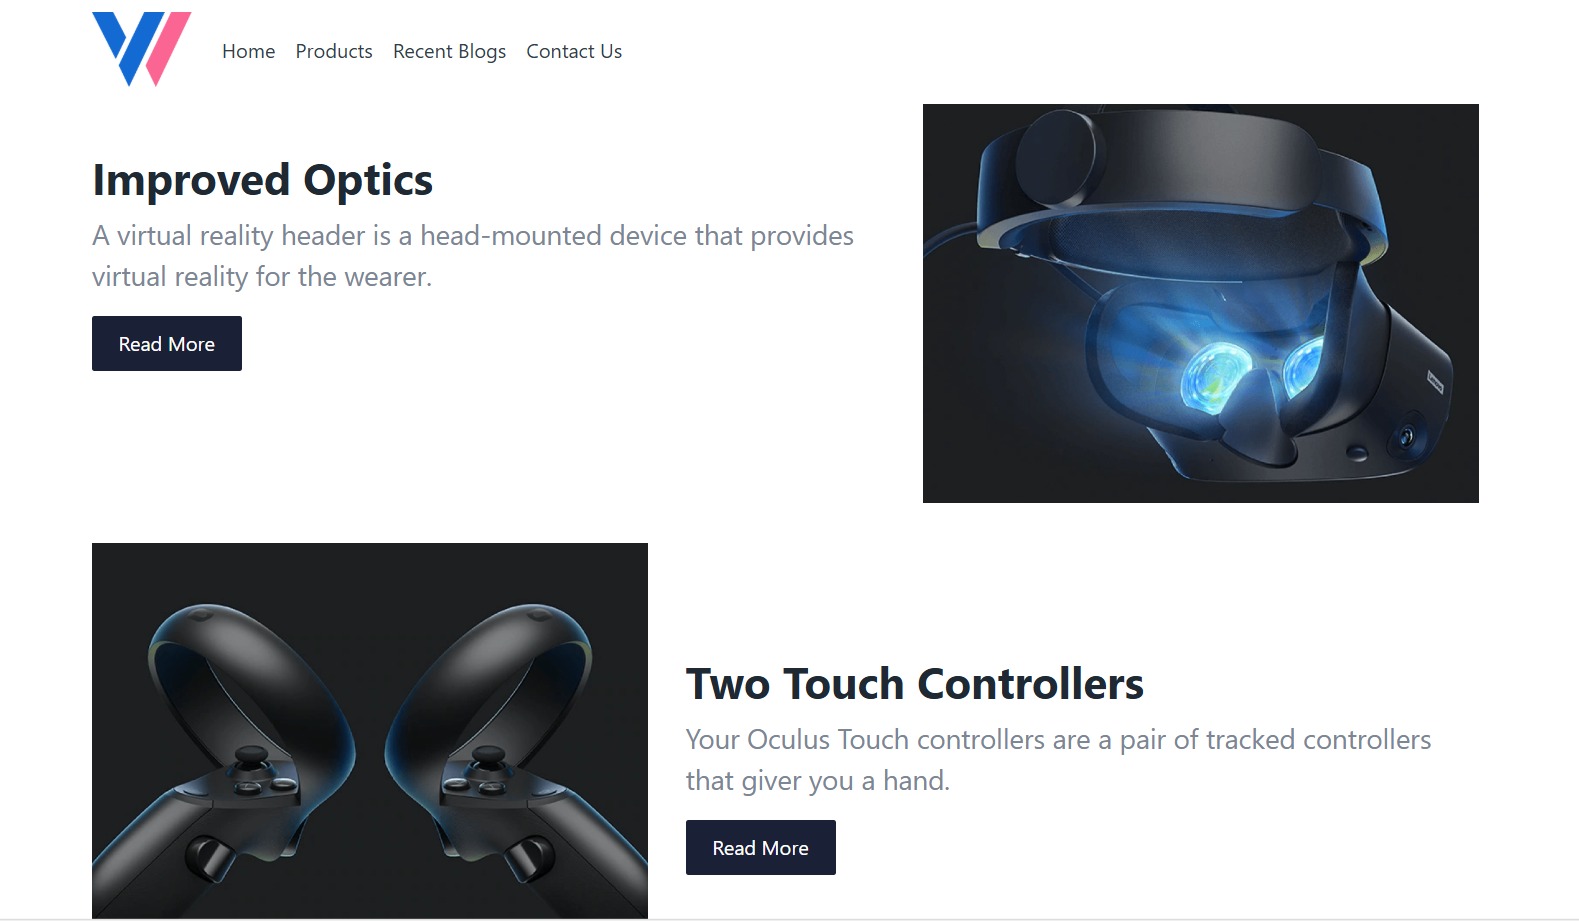 Home Products Recent Blogs Contact Us
Improved Optics
A virtual reality header is a head-mounted device that provides
virtual reality for the wearer.
Read More
Two Touch Controllers
Your Oculus Touch controllers are a pair of tracked controllers
that giver you a hand.
Read More